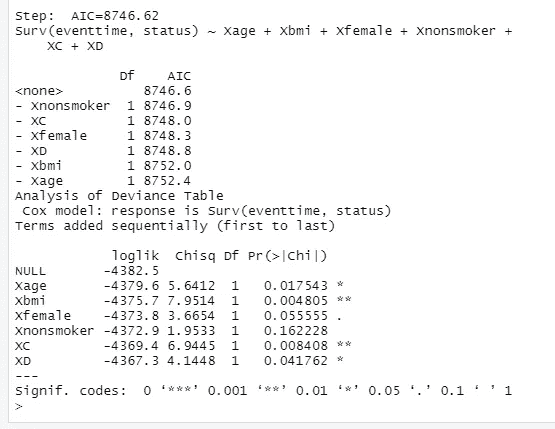 Step:  AIC=8746.62
Surv(eventtime, status) ~ Xage + Xbmi + Xfemale + Xnonsmoker +
    XC + XD

             Df    AIC
<none>          8746.6
- Xnonsmoker  1 8746.9
- XC          1 8748.0
- Xfemale     1 8748.3
- XD          1 8748.8
- Xbmi        1 8752.0
- Xage        1 8752.4
Analysis of Deviance Table
 Cox model: response is Surv(eventtime, status)
Terms added sequentially (first to last)

            loglik  Chisq Df Pr(>|Chi|)
NULL       -4382.5
Xage       -4379.6 5.6412  1   0.017543 *
Xbmi       -4375.7 7.9514  1   0.004805 **
Xfemale    -4373.8 3.6654  1   0.055555 .
Xnonsmoker -4372.9 1.9533  1   0.162228
XC         -4369.4 6.9445  1   0.008408 **
XD         -4367.3 4.1448  1   0.041762 *
---
Signif. codes:  0 ‘***’ 0.001 ‘**’ 0.01 ‘*’ 0.05 ‘.’ 0.1 ‘ ’ 1
>